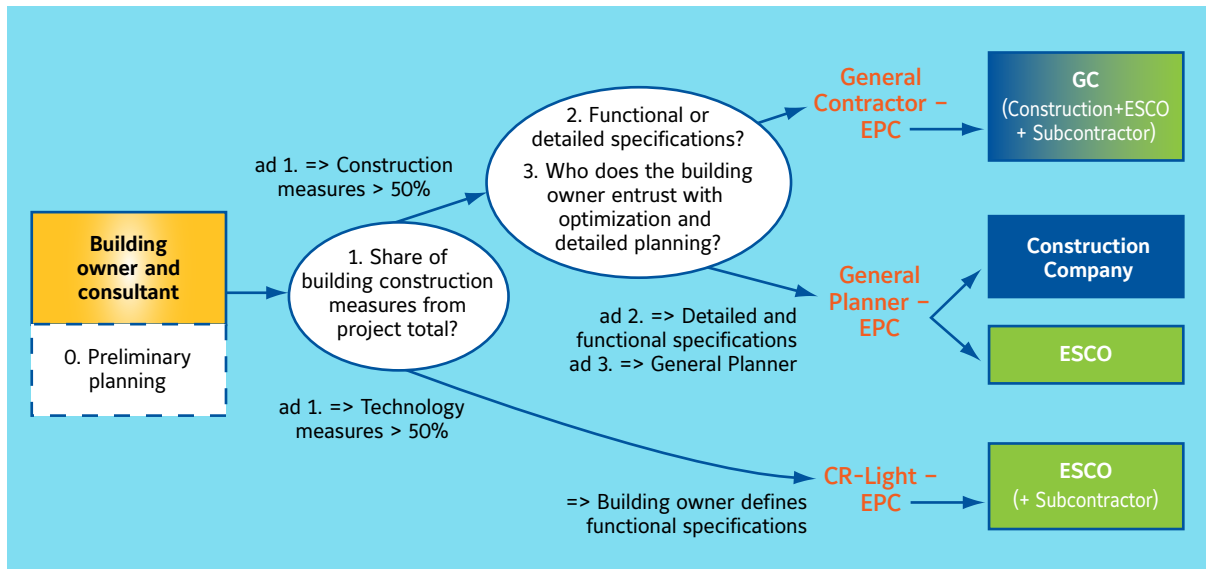 Building
owner and
consultant
0. Preliminary
planning
1. Share of
building construction
measures from
project total?
ad 1. => Construction
measures > 50%
2. Functional or
detailed specifications?
3. Who does the building
owner entrust with
optimization and
detailed planning?
General
Contractor –
EPC
GC
(Construction+ESCO
+ Subcontractor)
ad 2. => Detailed and
functional specifications
ad 3. => General Planner
General
Planner –
EPC
Construction
Company
ESCO
ad 1. => Technology
measures > 50%
=> Building owner defines
functional specifications
CR-Light –
EPC
ESCO
(+ Subcontractor)